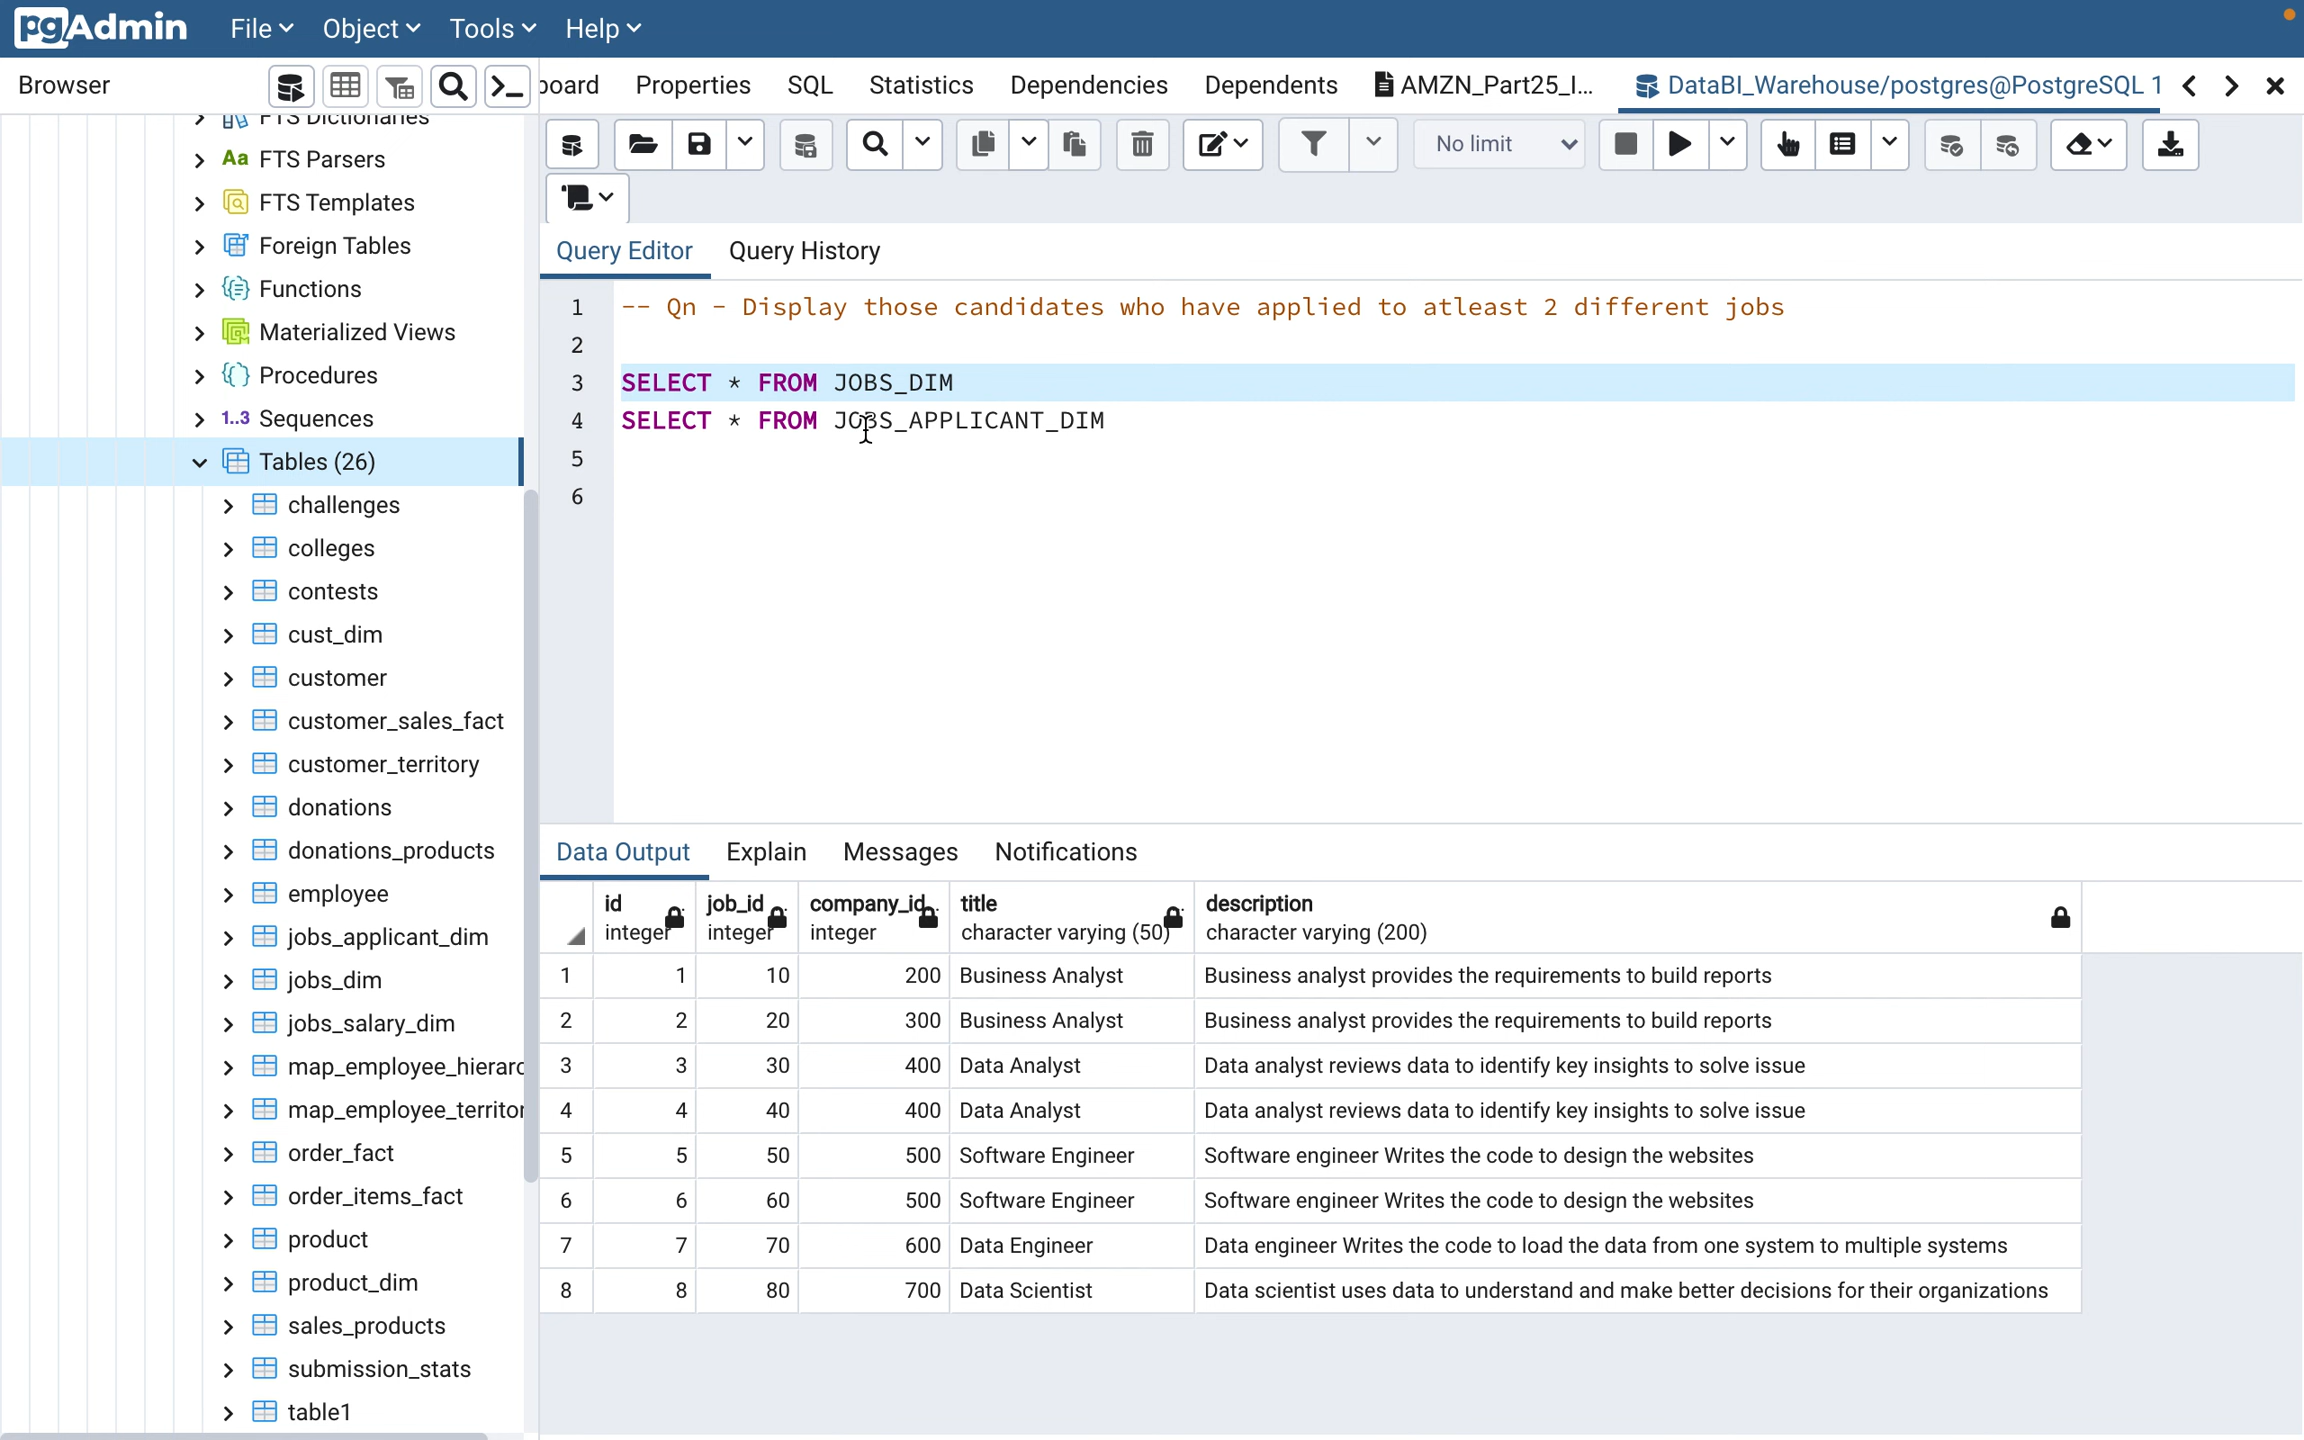 pgAdmin File Object Tools Help
Browser
board Properties SQL Statistics Dependencies Dependents AMZN_Part25_I... DataBI_Warehouse/postgres@PostgreSQL 1
No limit
FTS Dictionaries
Aa FTS Parsers
FTS Templates
Foreign Tables
Functions
Materialized Views
Procedures
1..3 Sequences
Tables (26)
challenges
colleges
contests
cust_dim
customer
customer_sales_fact
customer_territory
donations
donations_products
employee
jobs_applicant_dim
jobs_dim
jobs_salary_dim
map_employee_hierarc
map_employee_territor
order_fact
order_items_fact
product
product_dim
sales_products
submission_stats
table1
Query Editor Query History
1 -- Qn - Display those candidates who have applied to atleast 2 different jobs
2
3 SELECT * FROM JOBS_DIM
4 SELECT * FROM JOBS_APPLICANT_DIM
5
6
Data Output Explain Messages Notifications
id job_id company_id title description
integer integer integer character varying (50) character varying (200)
1 1 10 200 Business Analyst Business analyst provides the requirements to build reports
2 2 20 300 Business Analyst Business analyst provides the requirements to build reports
3 3 30 400 Data Analyst Data analyst reviews data to identify key insights to solve issue
4 4 40 400 Data Analyst Data analyst reviews data to identify key insights to solve issue
5 5 50 500 Software Engineer Software engineer Writes the code to design the websites
6 6 60 500 Software Engineer Software engineer Writes the code to design the websites
7 7 70 600 Data Engineer Data engineer Writes the code to load the data from one system to multiple systems
8 8 80 700 Data Scientist Data scientist uses data to understand and make better decisions for their organizations